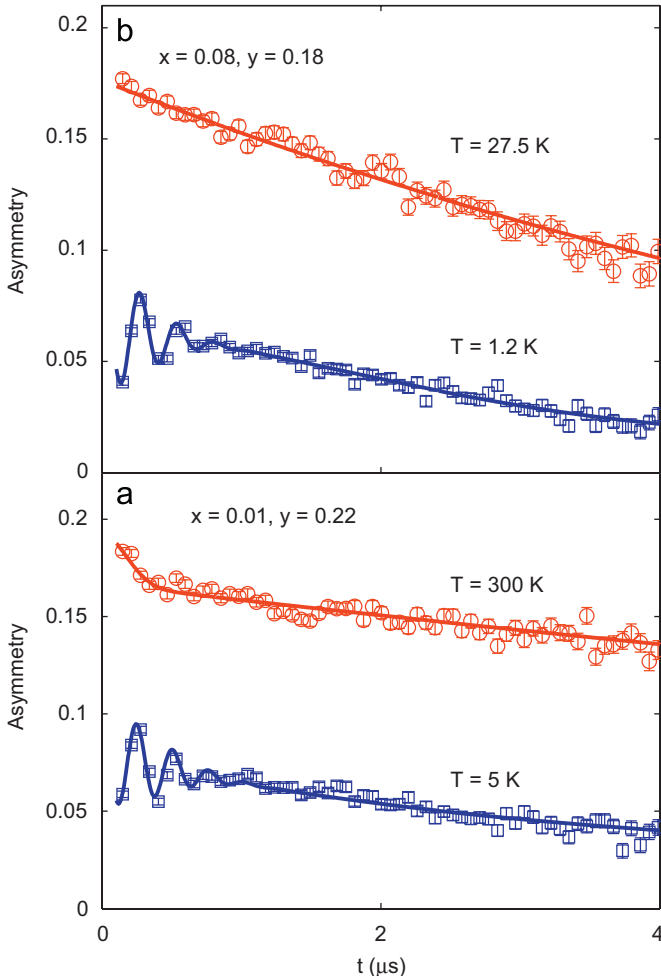 b
x = 0.08, y = 0.18
T = 27.5 K
T = 1.2 K
Asymmetry
0.2
0.15
0.1
0.05
0
a
x = 0.01, y = 0.22
T = 300 K
T = 5 K
Asymmetry
0.2
0.15
0.1
0.05
0
0
2
4
t (μs)